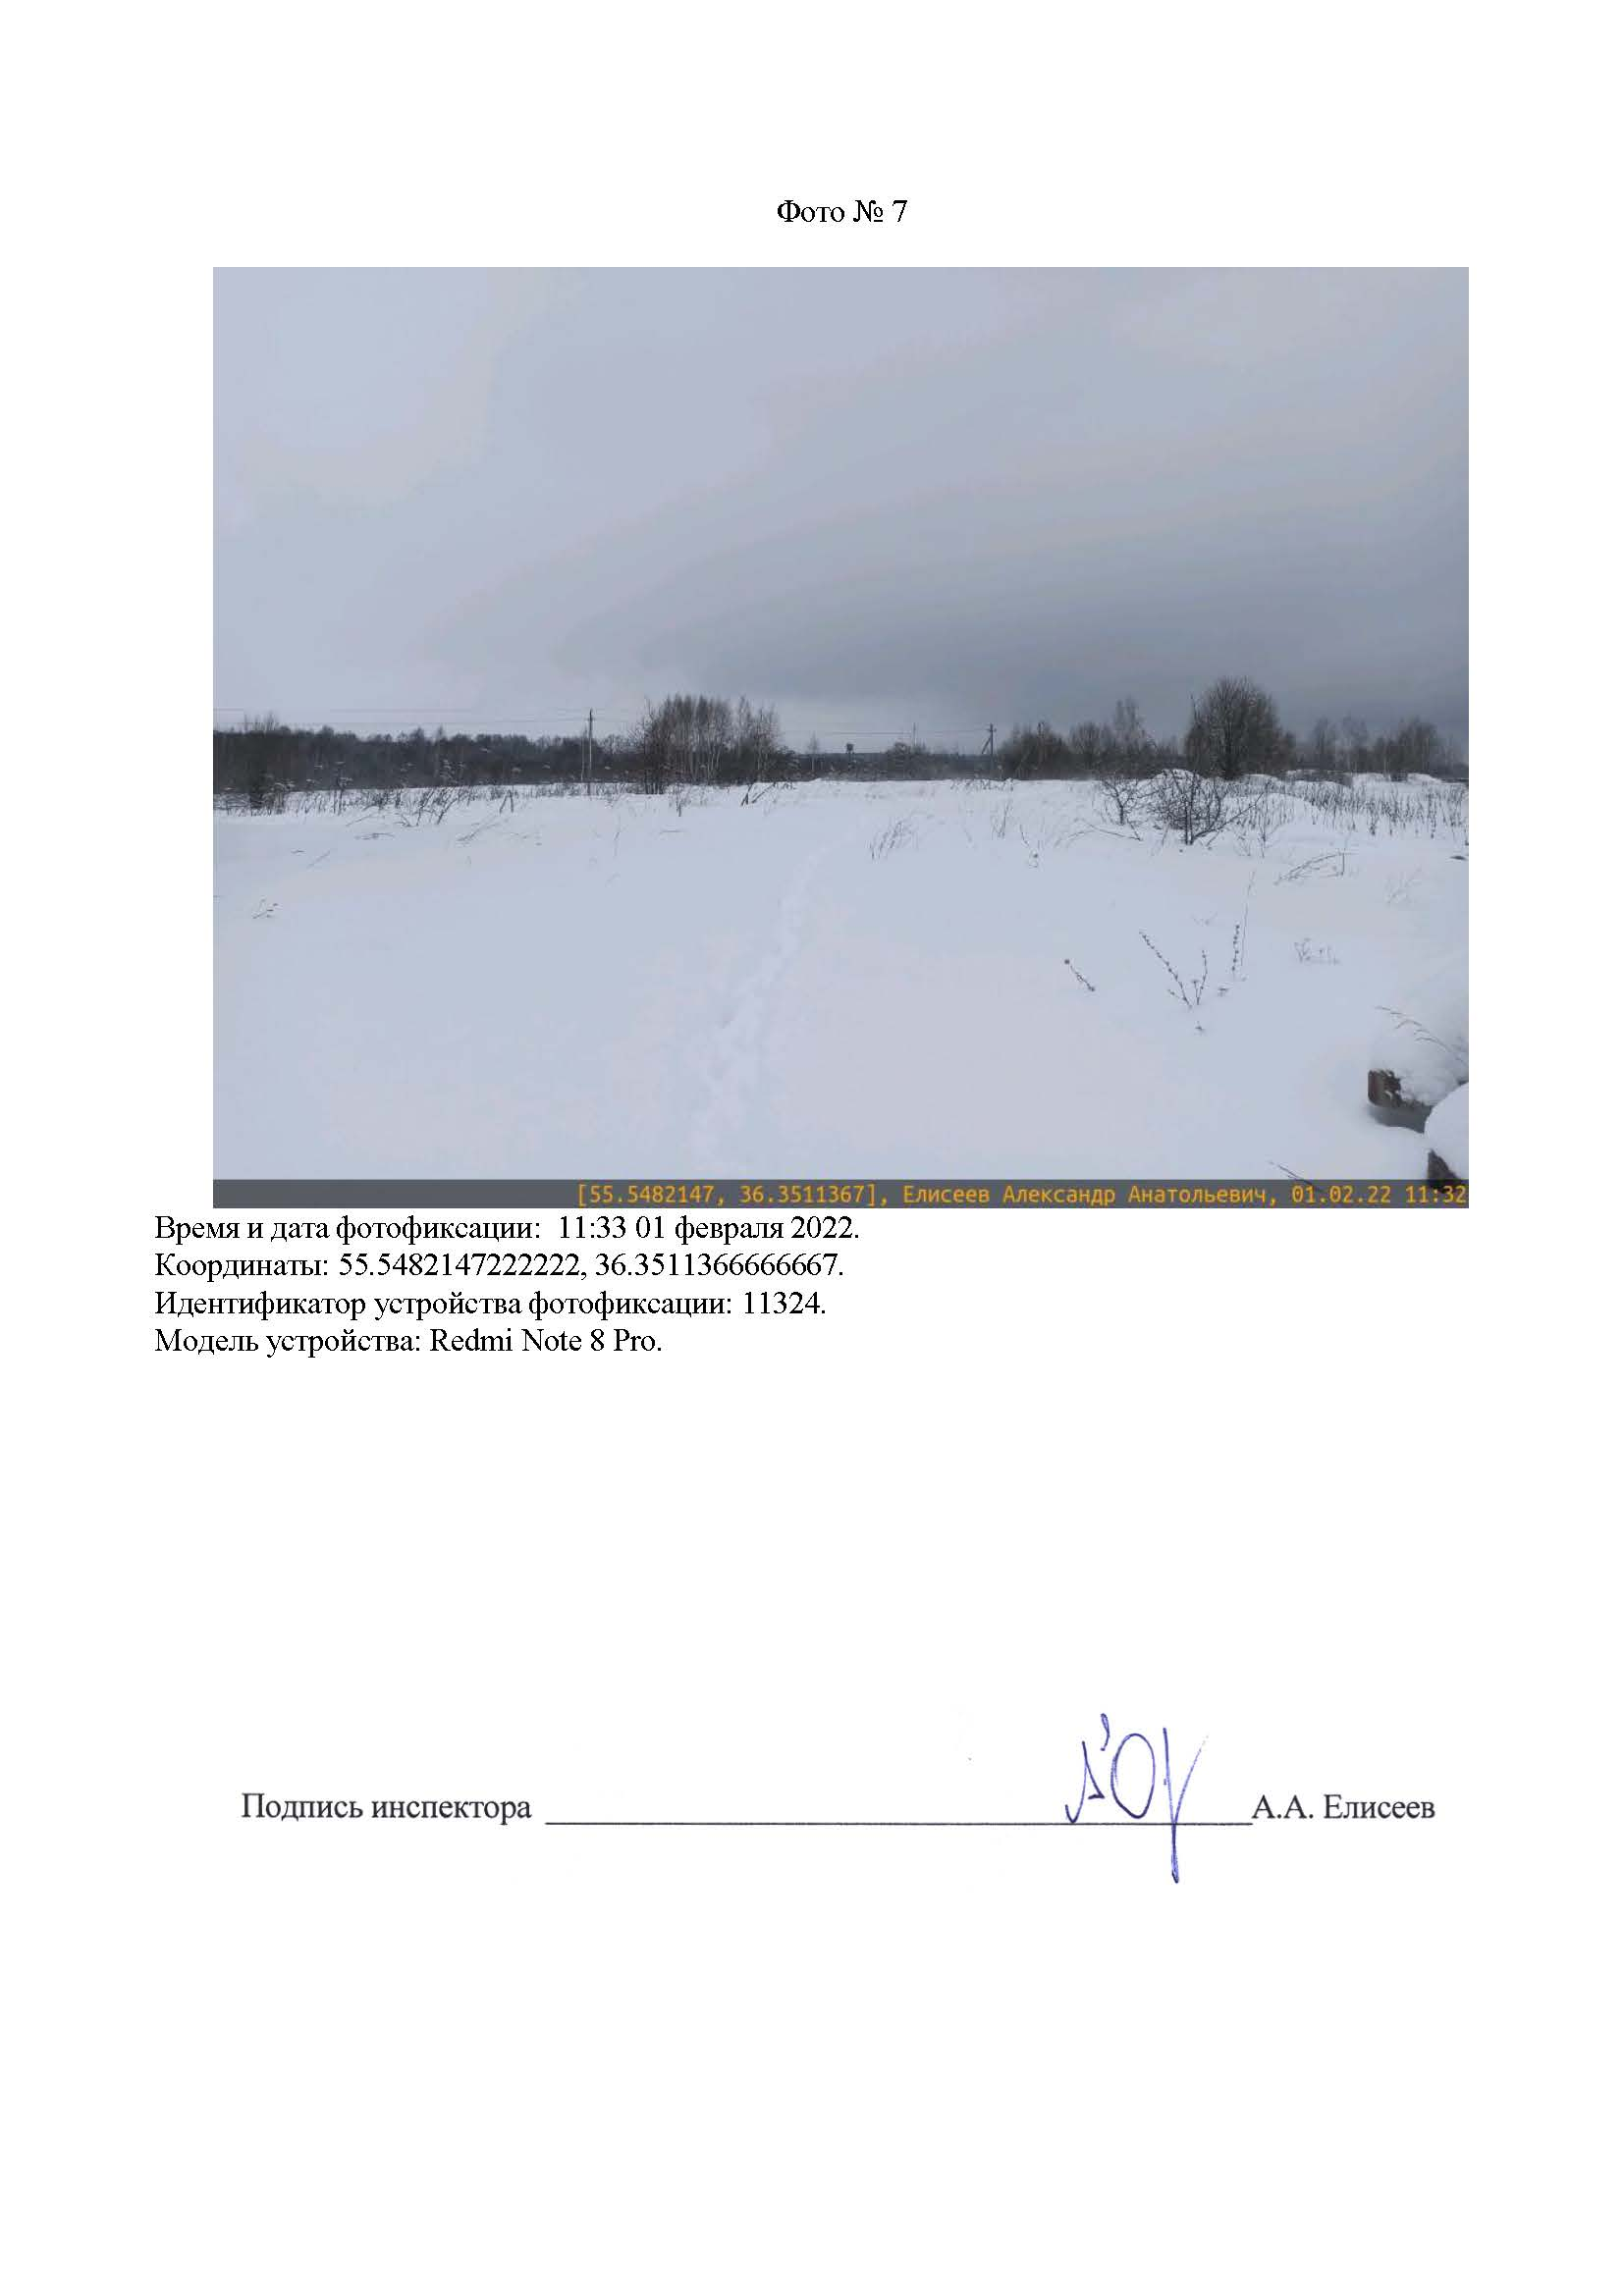 Фото № 7
[55.5482147, 36.3511367], Елисеев Александр Анатольевич, 01.02.22 11:32
Время и дата фотофиксации:  11:33 01 февраля 2022.
Координаты: 55.5482147222222, 36.3511366666667.
Идентификатор устройства фотофиксации: 11324.
Модель устройства: Redmi Note 8 Pro.
Подпись инспектора А.А. Елисеев